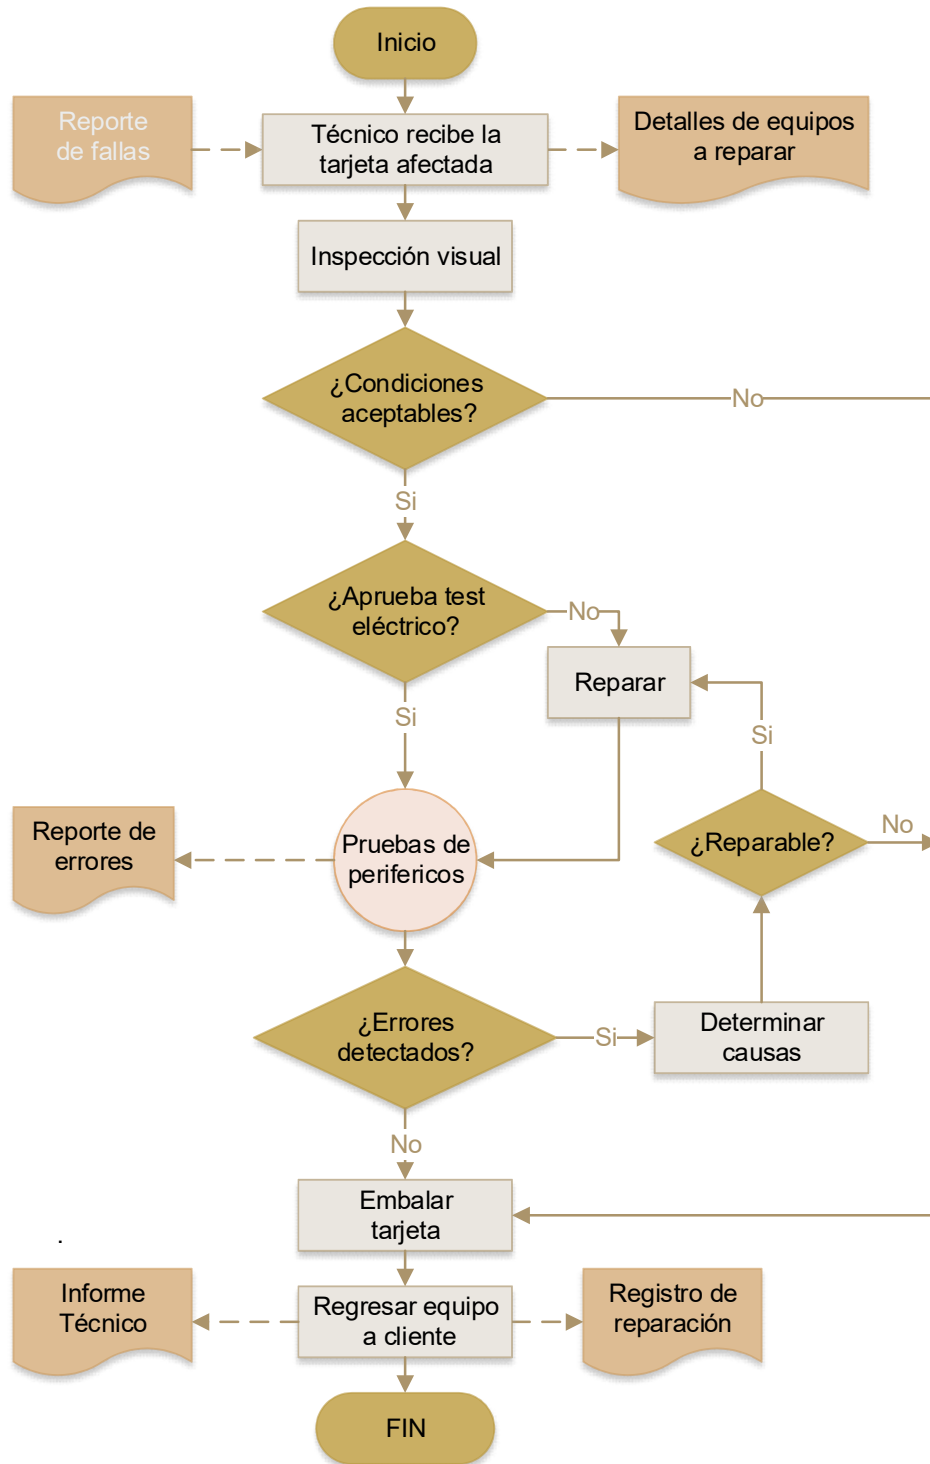 Inicio
Reporte
de fallas
Técnico recibe la
tarjeta afectada
Detalles de equipos
a reparar
Inspección visual
¿Condiciones
aceptables?
No
Si
¿Aprueba test
eléctrico?
No
Reparar
Si
Si
Reporte de
errores
Pruebas de
perifericos
¿Reparable?
No
¿Errores
detectados?
Si
Determinar
causas
No
Embalar
tarjeta
.
Informe
Técnico
Regresar equipo
a cliente
Registro de
reparación
FIN